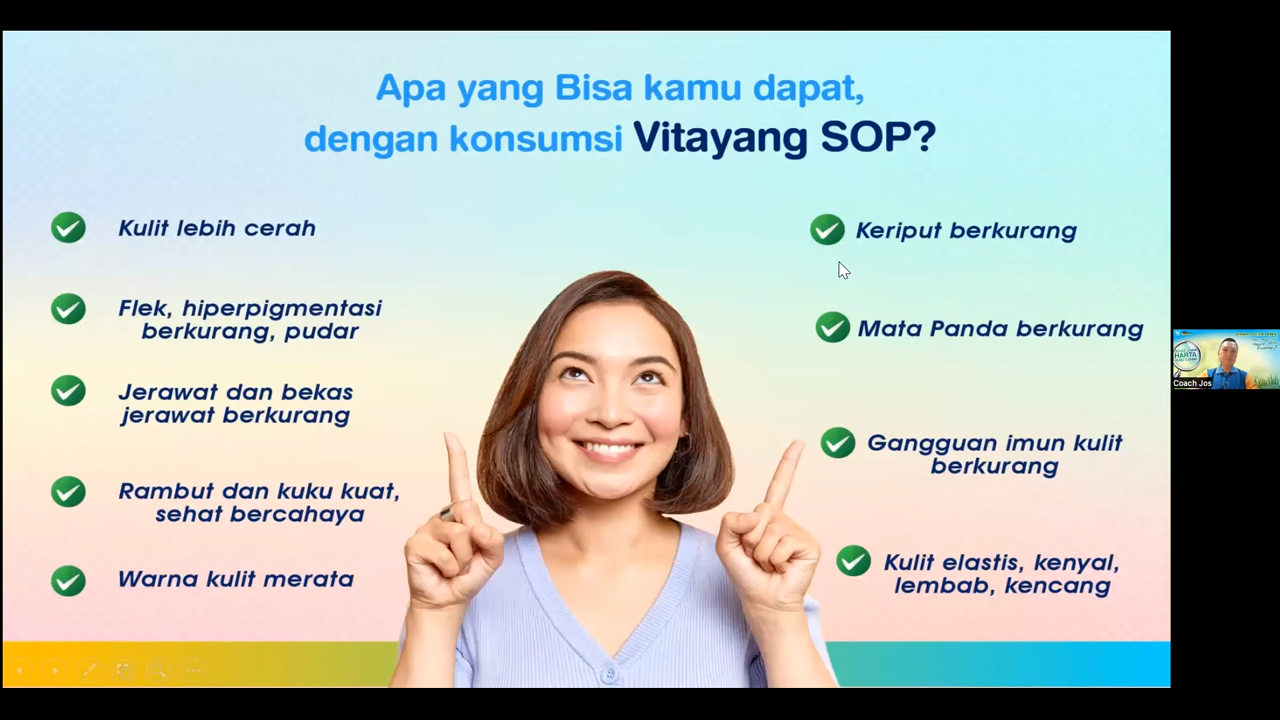 Apa yang Bisa kamu dapat,
dengan konsumsi Vitayang SOP?
Kulit lebih cerah
Flek, hiperpigmentasi
berkurang, pudar
Jerawat dan bekas
jerawat berkurang
Rambut dan kuku kuat,
sehat bercahaya
Warna kulit merata
Keriput berkurang
Mata Panda berkurang
Gangguan imun kulit
berkurang
Kulit elastis, kenyal,
lembab, kencang
HARTA
Coach Jos